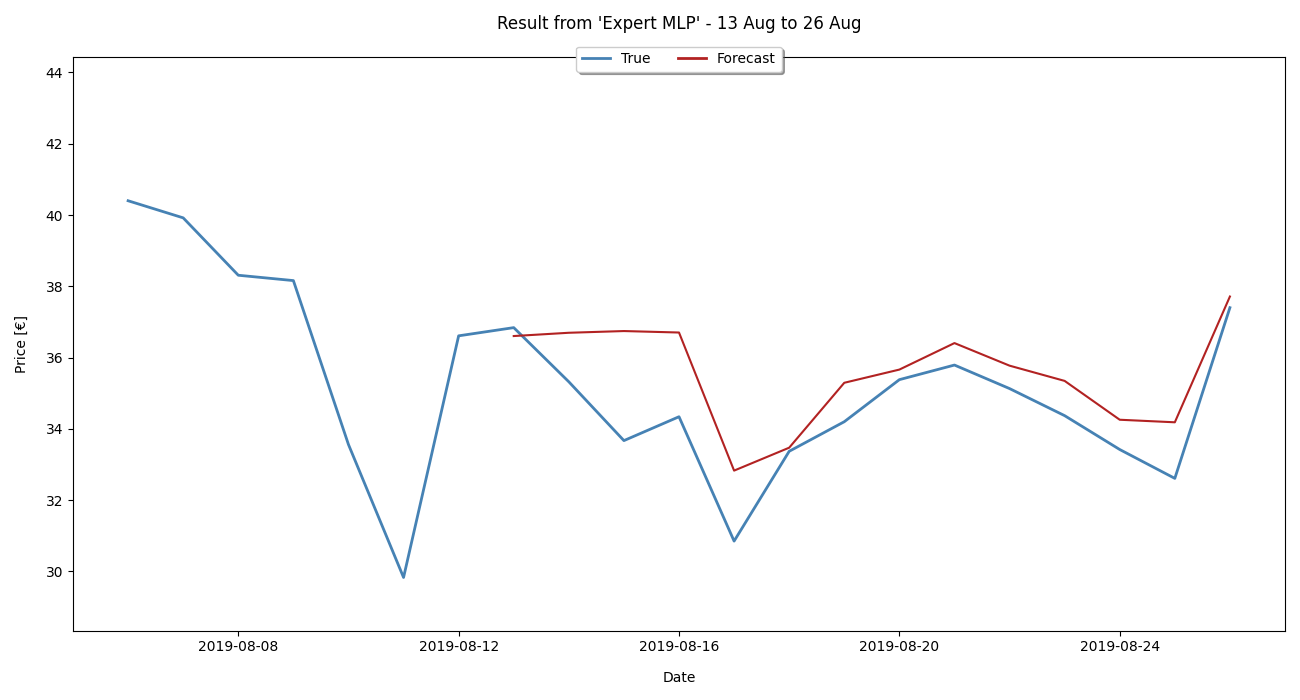 Result from 'Expert MLP' - 13 Aug to 26 Aug
True Forecast
44
42
40
38
36
34
32
30
Price [€]
2019-08-08 2019-08-12 2019-08-16 2019-08-20 2019-08-24
Date